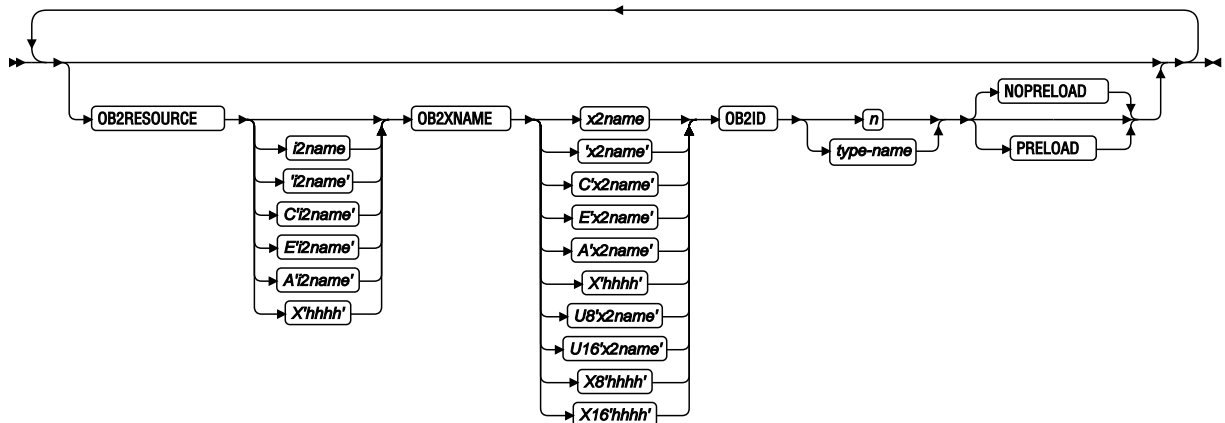 OB2RESOURCE
i2name
'i2name'
C'i2name'
E'i2name'
A'i2name'
X'hhhh'
OB2XNAME
x2name
'x2name'
C'x2name'
E'x2name'
A'x2name'
X'hhhh'
U8'x2name'
U16'x2name'
X8'hhhh'
X16'hhhh'
OB2ID
n
type-name
NOPRELOAD
PRELOAD